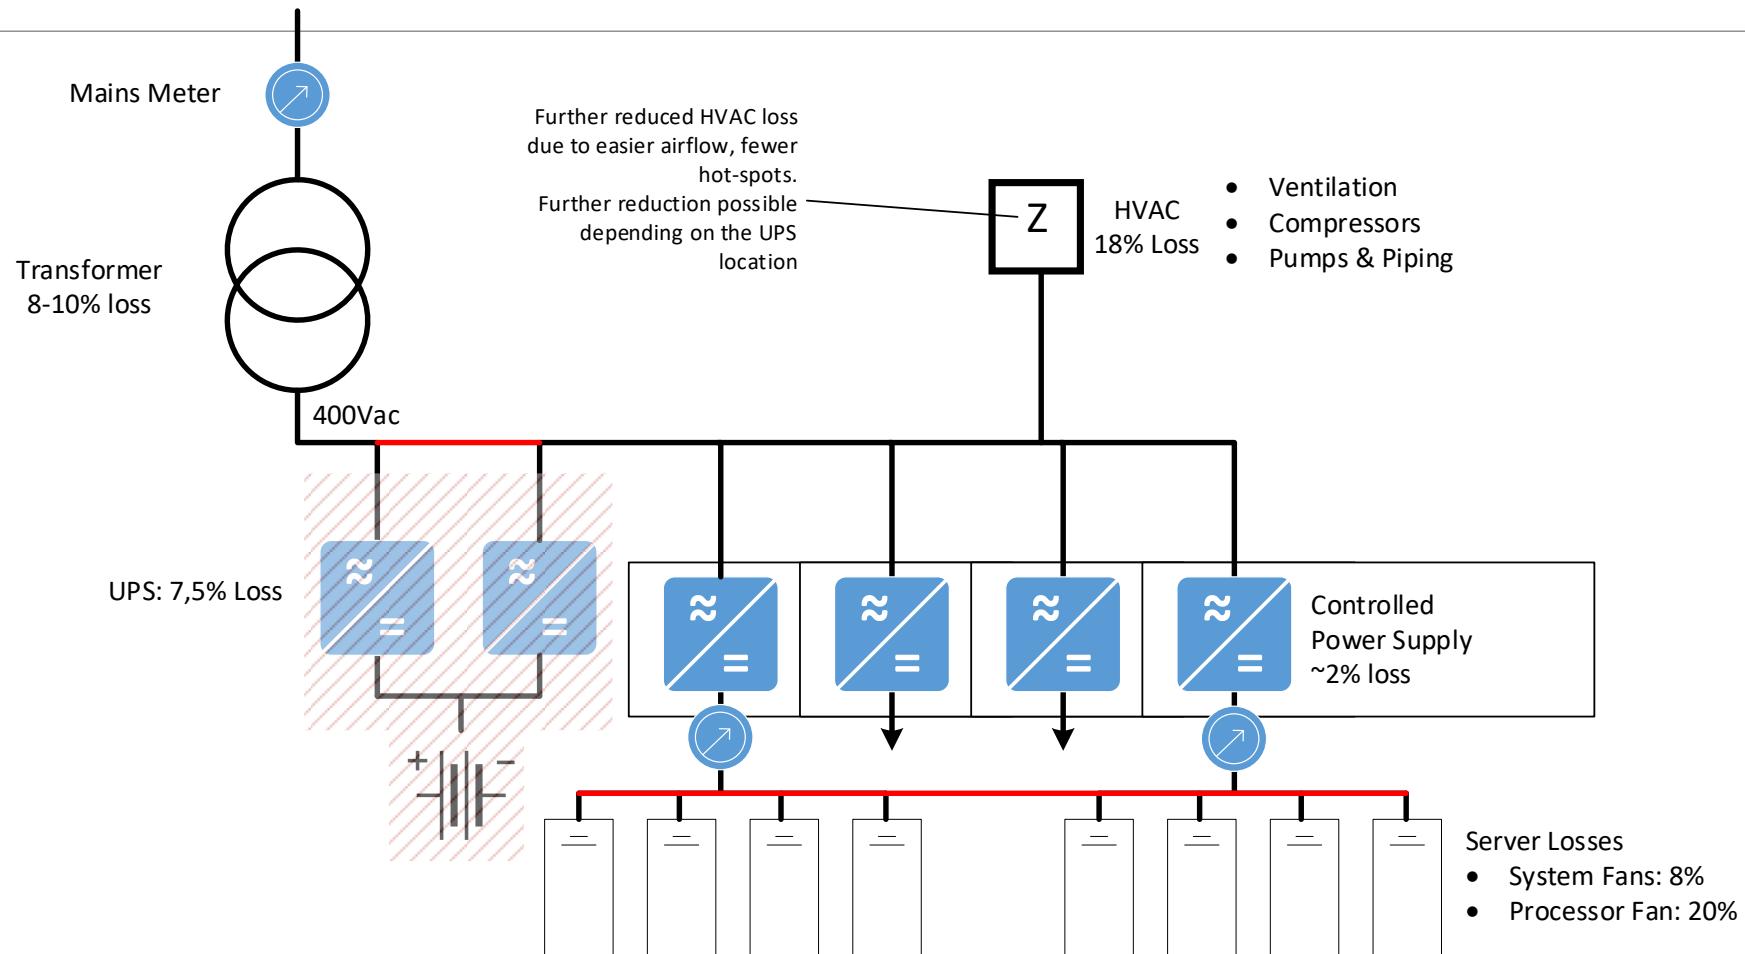 Mains Meter
Further reduced HVAC loss
due to easier airflow, fewer
hot-spots.
Further reduction possible
depending on the UPS
location
Z
HVAC
18% Loss
• Ventilation
• Compressors
• Pumps & Piping
Transformer
8-10% loss
400Vac
UPS: 7,5% Loss
≈
=
≈
=
≈
=
≈
=
≈
=
≈
=
Controlled
Power Supply
~2% loss
+ −
Server Losses
• System Fans: 8%
• Processor Fan: 20%